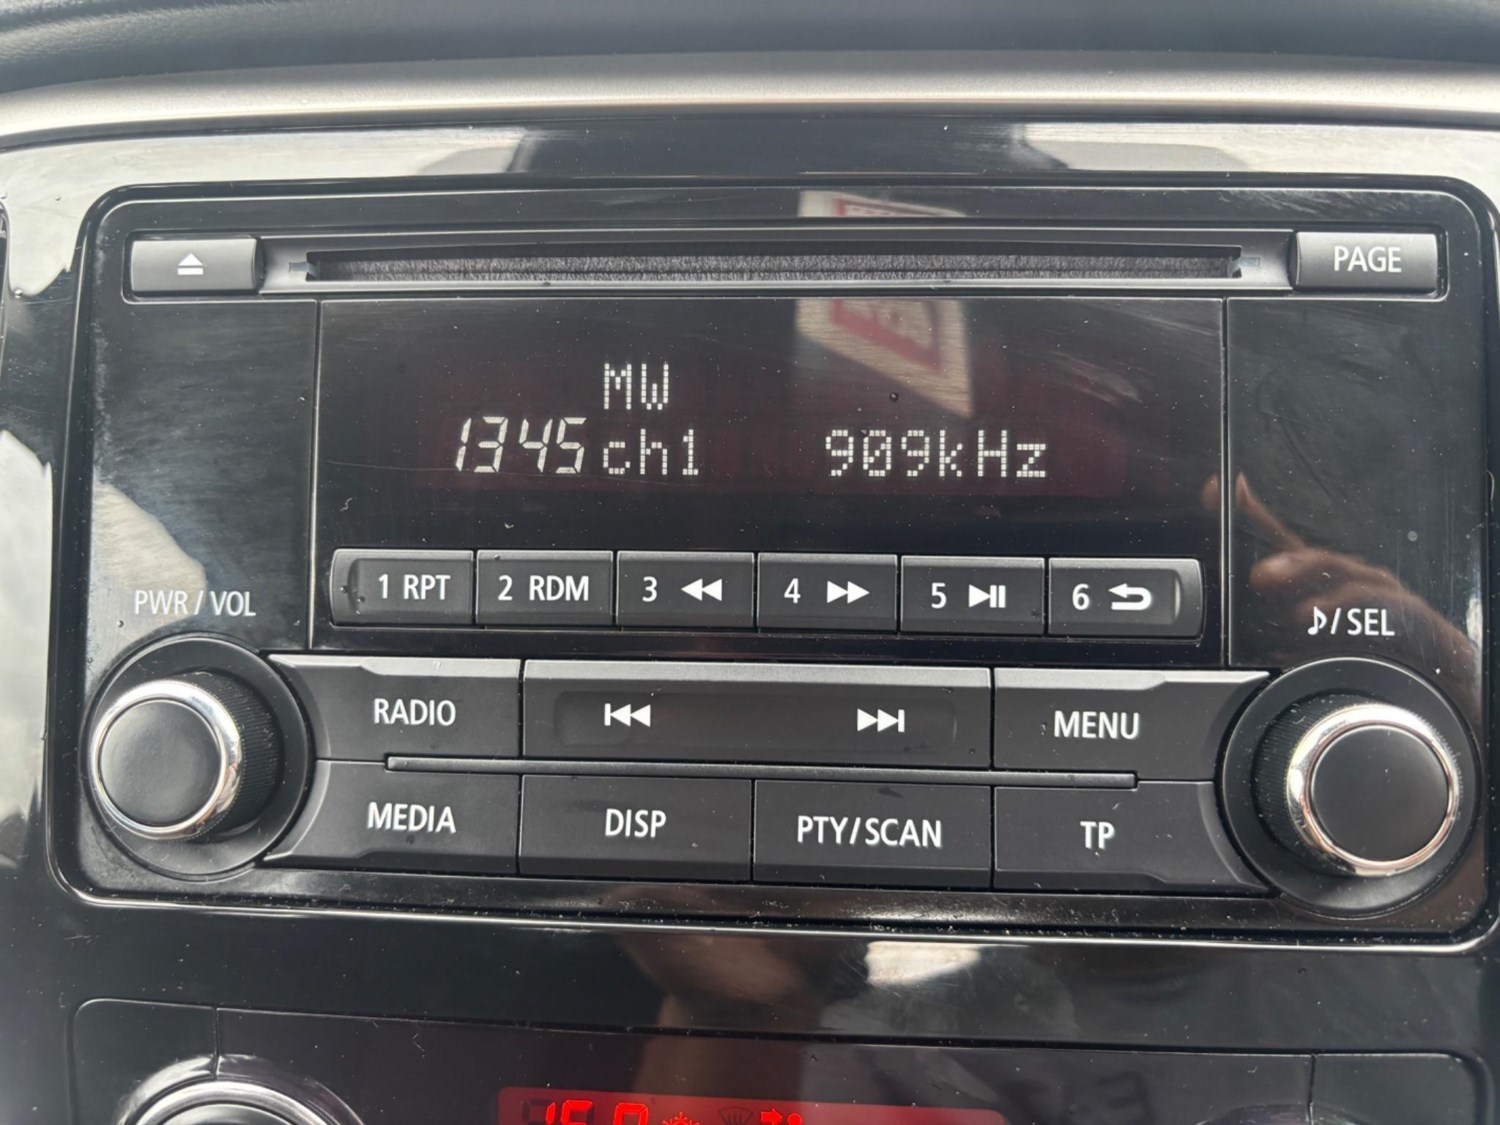 PAGE
MW
1345 ch1 909kHz
1 RPT 2 RDM 3 4 5 6
PWR / VOL
♪/ SEL
RADIO MENU
MEDIA DISP PTY/SCAN TP